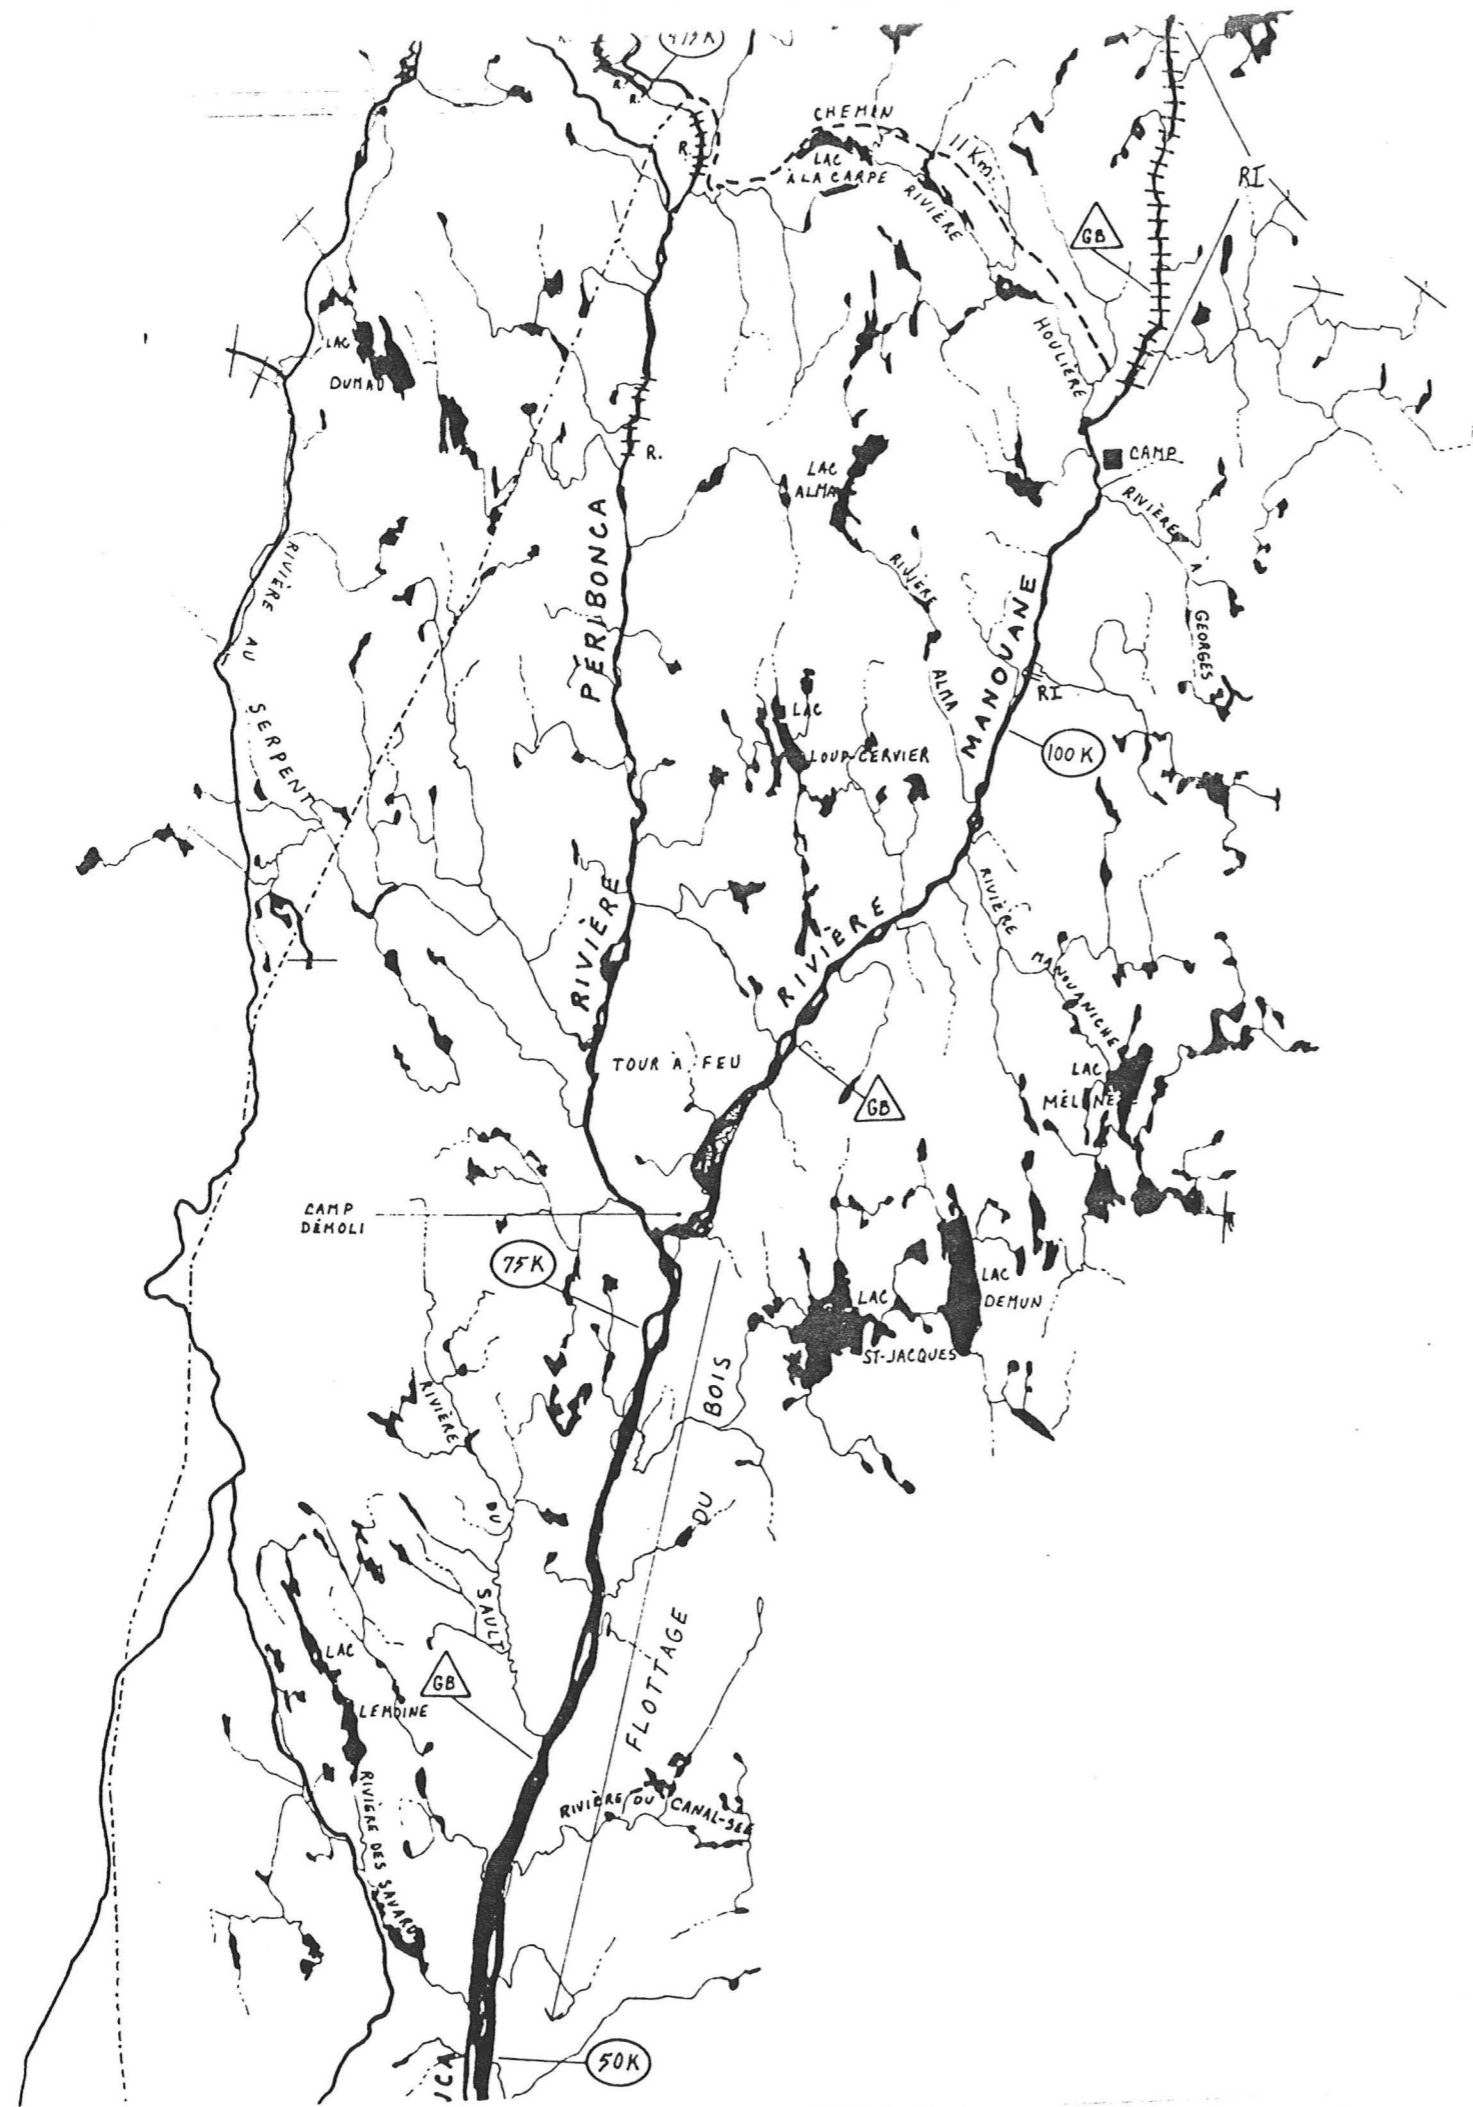 R.
R.
R.
CHEMIN
11 Km.
LAC
À LA CARPE
RIVIÈRE
HOULIÈRE
RI
GB
LAC
DUMAU
R.
LAC
ALMA
CAMP
RIVIÈRE
À
GEORGES
RIVIÈRE
AU
SERPENT
PÉRIBONCA
RIVIÈRE
RIVIÈRE
ALMA
MANOUANE
RIVIÈRE
RI
100 K
LAC
LOUP-CERVIER
RIVIÈRE
MANOUANICHE
TOUR À FEU
GB
LAC
CAMP
DÉMOLI
75 K
LAC
DEMUN
LAC
ST-JACQUES
RIVIÈRE
DU
SAULT
BOIS
DU
FLOTTAGE
LAC
LEMOINE
GB
RIVIÈRE DU CANAL-SEC
RIVIÈRE DES SAVARD
50 K